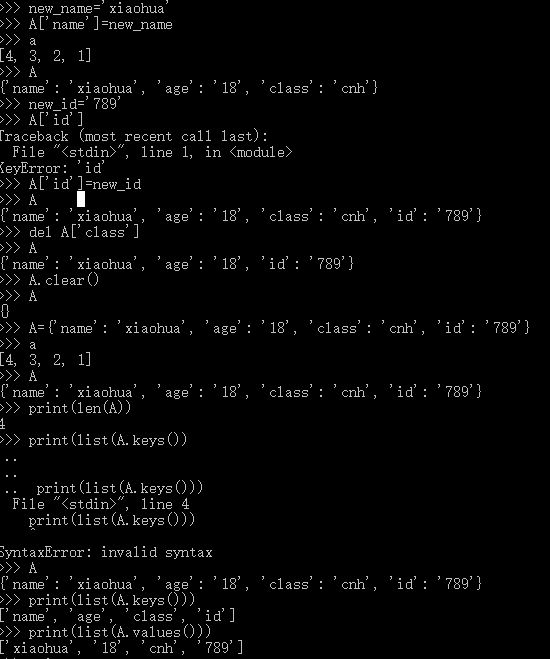 >>> new_name='xiaohua'
>>> A['name']=new_name
>>> a
[4, 3, 2, 1]
>>> A
{'name': 'xiaohua', 'age': '18', 'class': 'cnh'}
>>> new_id='789'
>>> A['id']
Traceback (most recent call last):
  File "<stdin>", line 1, in <module>
KeyError: 'id'
>>> A['id']=new_id
>>> A
{'name': 'xiaohua', 'age': '18', 'class': 'cnh', 'id': '789'}
>>> del A['class']
>>> A
{'name': 'xiaohua', 'age': '18', 'id': '789'}
>>> A.clear()
>>> A
{}
>>> A={'name': 'xiaohua', 'age': '18', 'class': 'cnh', 'id': '789'}
>>> a
[4, 3, 2, 1]
>>> A
{'name': 'xiaohua', 'age': '18', 'class': 'cnh', 'id': '789'}
>>> print(len(A))
4
>>> print(list(A.keys())
...
...
...  print(list(A.keys()))
  File "<stdin>", line 4
    print(list(A.keys()))
    ^
SyntaxError: invalid syntax
>>> A
{'name': 'xiaohua', 'age': '18', 'class': 'cnh', 'id': '789'}
>>> print(list(A.keys()))
['name', 'age', 'class', 'id']
>>> print(list(A.values()))
['xiaohua', '18', 'cnh', '789']